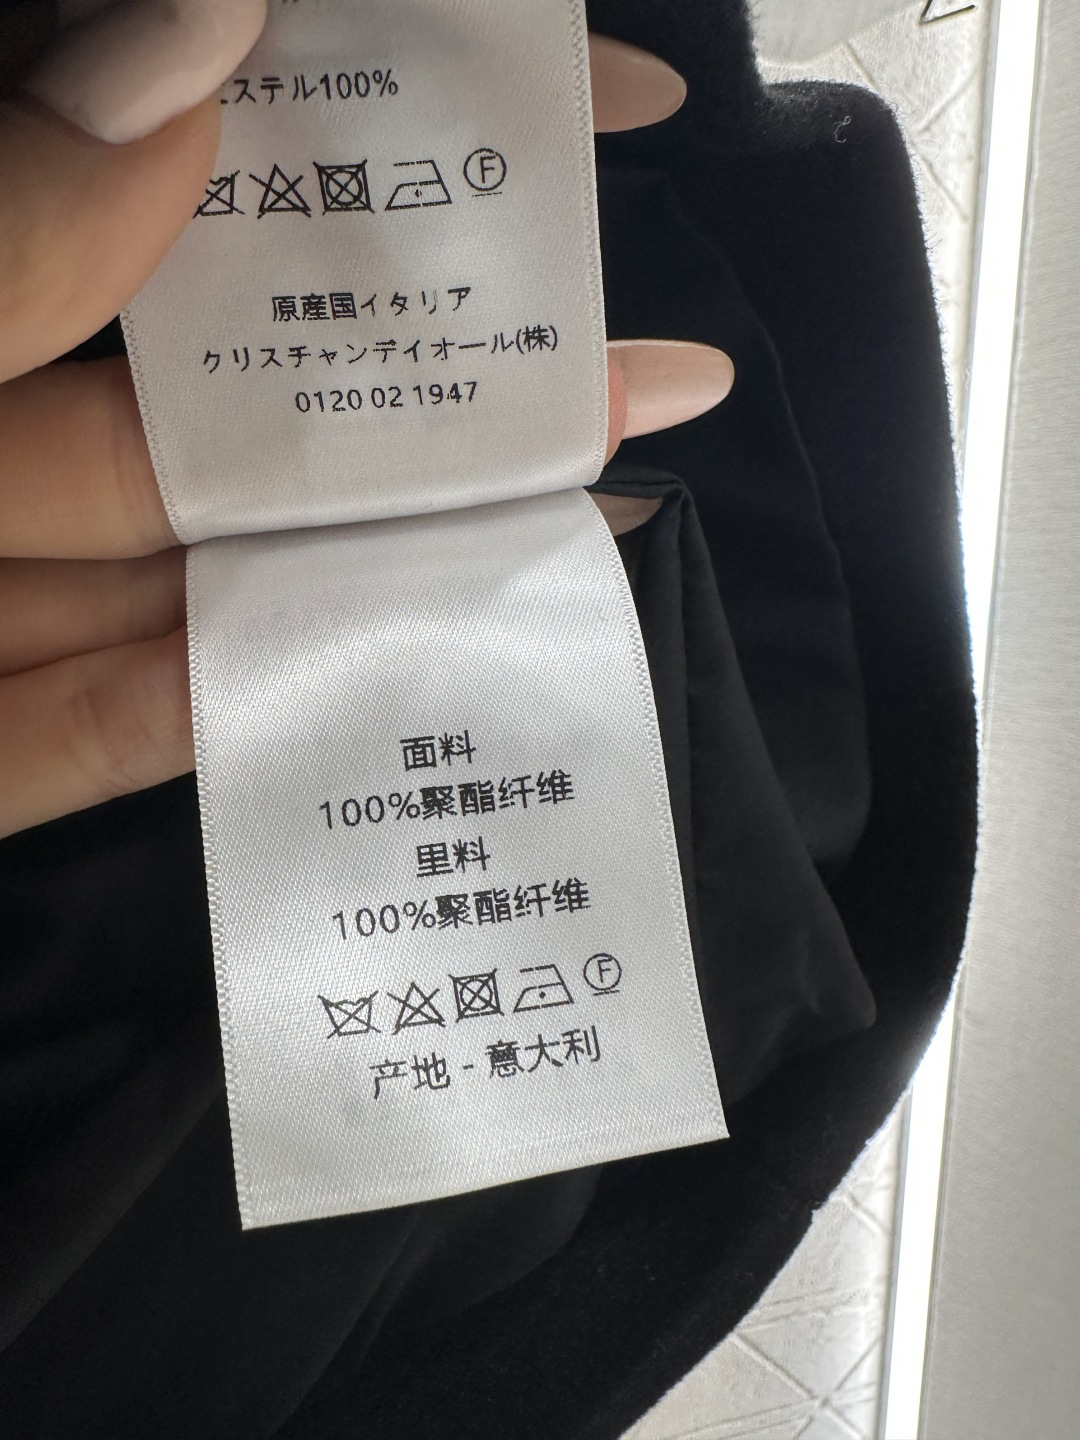 エステル100%
F
原産国イタリア
クリスチャンディオール(株)
0120 02 1947
面料
100%聚酯纤维
里料
100%聚酯纤维
F
产地 - 意大利